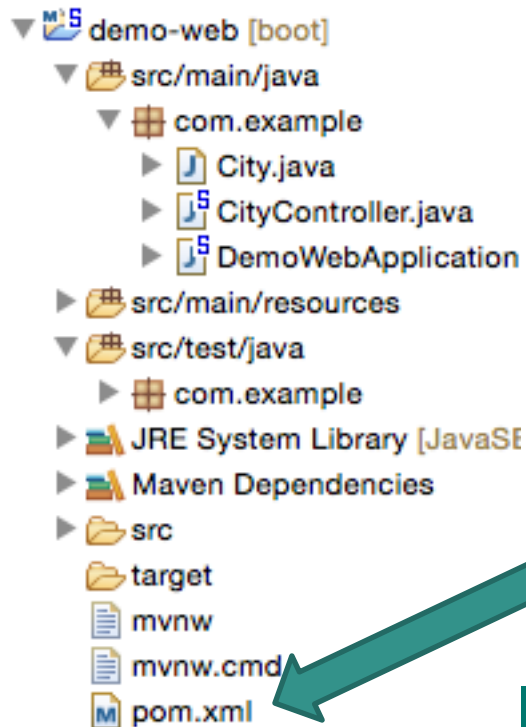 demo-web [boot]
src/main/java
com.example
City.java
CityController.java
DemoWebApplication
src/main/resources
src/test/java
com.example
JRE System Library [JavaSE
Maven Dependencies
src
target
mvnw
mvnw.cmd
pom.xml